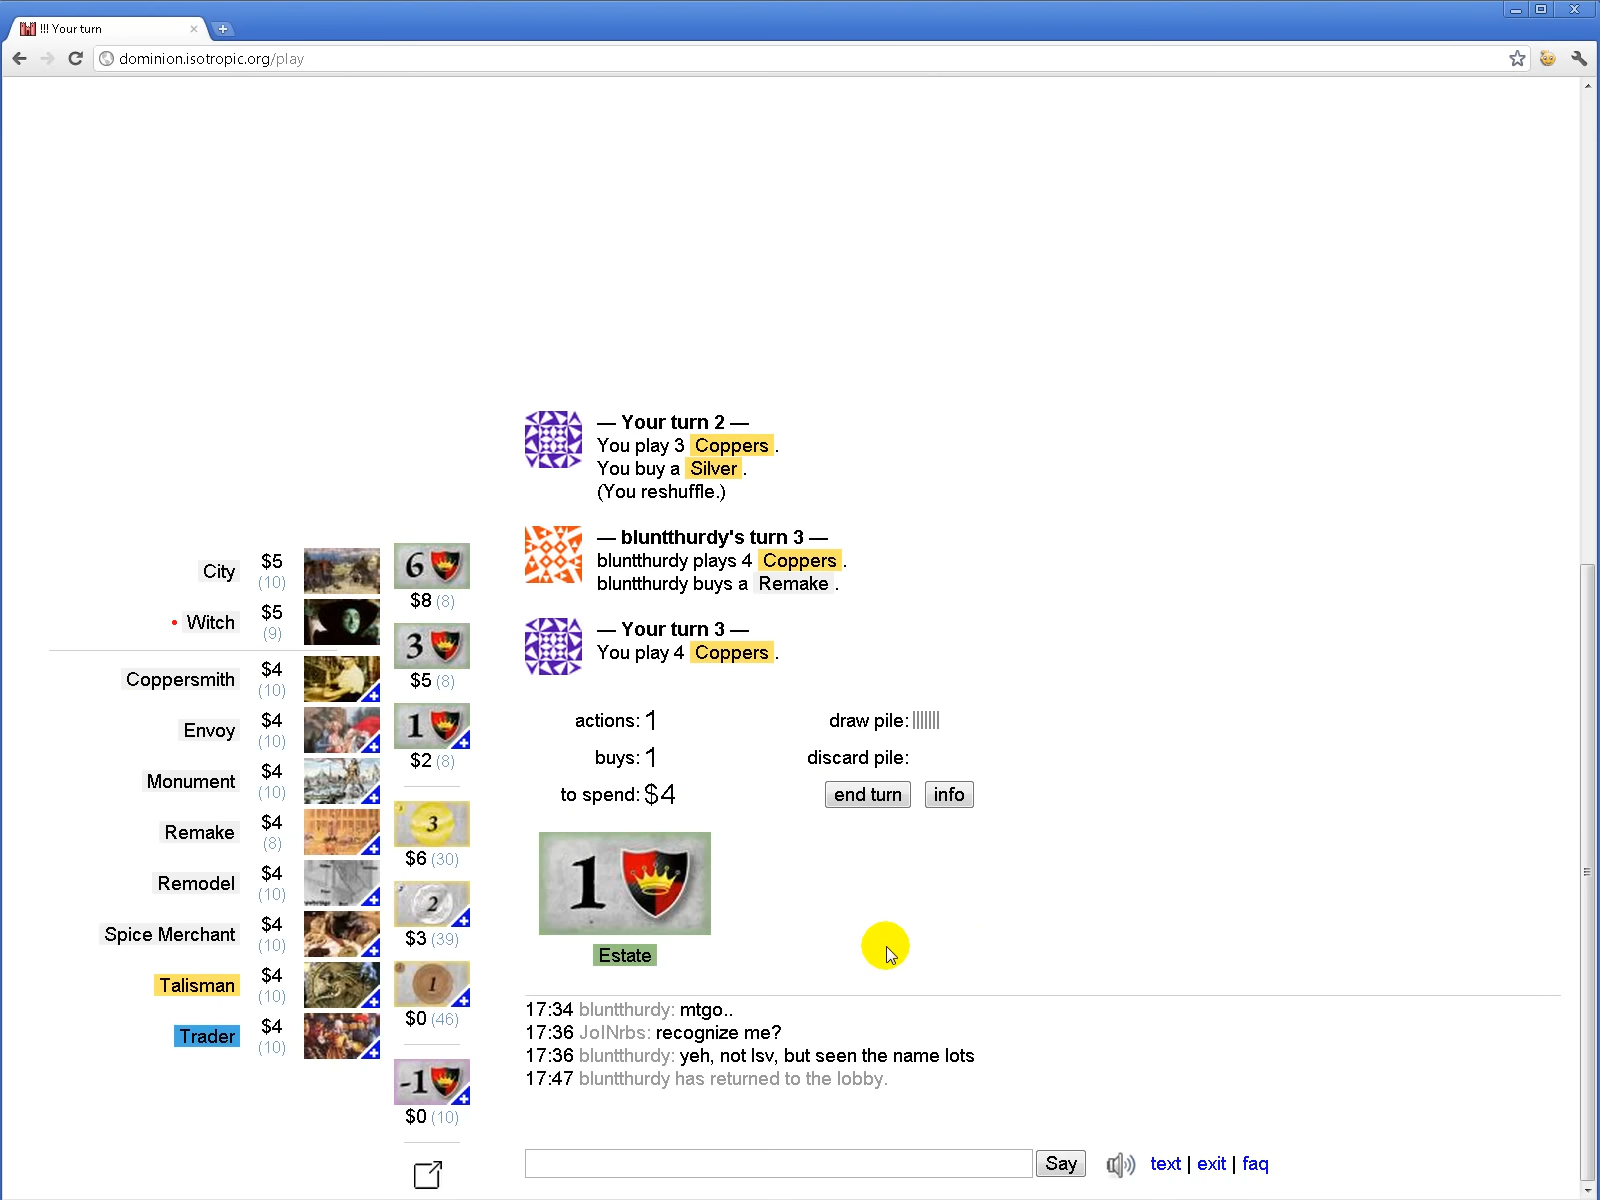 !!! Your turn
dominion.isotropic.org/play
— Your turn 2 —
You play 3 Coppers .
You buy a Silver .
(You reshuffle.)
— bluntthurdy's turn 3 —
bluntthurdy plays 4 Coppers .
bluntthurdy buys a Remake .
— Your turn 3 —
You play 4 Coppers .
City $5 (10)
Witch $5 (9)
Coppersmith $4 (10)
Envoy $4 (10)
Monument $4 (10)
Remake $4 (8)
Remodel $4 (10)
Spice Merchant $4 (10)
Talisman $4 (10)
Trader $4 (10)
6
$8 (8)
3
$5 (8)
1
$2 (8)
3
$6 (30)
2
$3 (39)
1
$0 (46)
-1
$0 (10)
actions: 1 draw pile:
buys: 1 discard pile:
to spend: $4 end turn info
1
Estate
17:34 bluntthurdy: mtgo..
17:36 JolNrbs: recognize me?
17:36 bluntthurdy: yeh, not lsv, but seen the name lots
17:47 bluntthurdy has returned to the lobby.
Say text | exit | faq